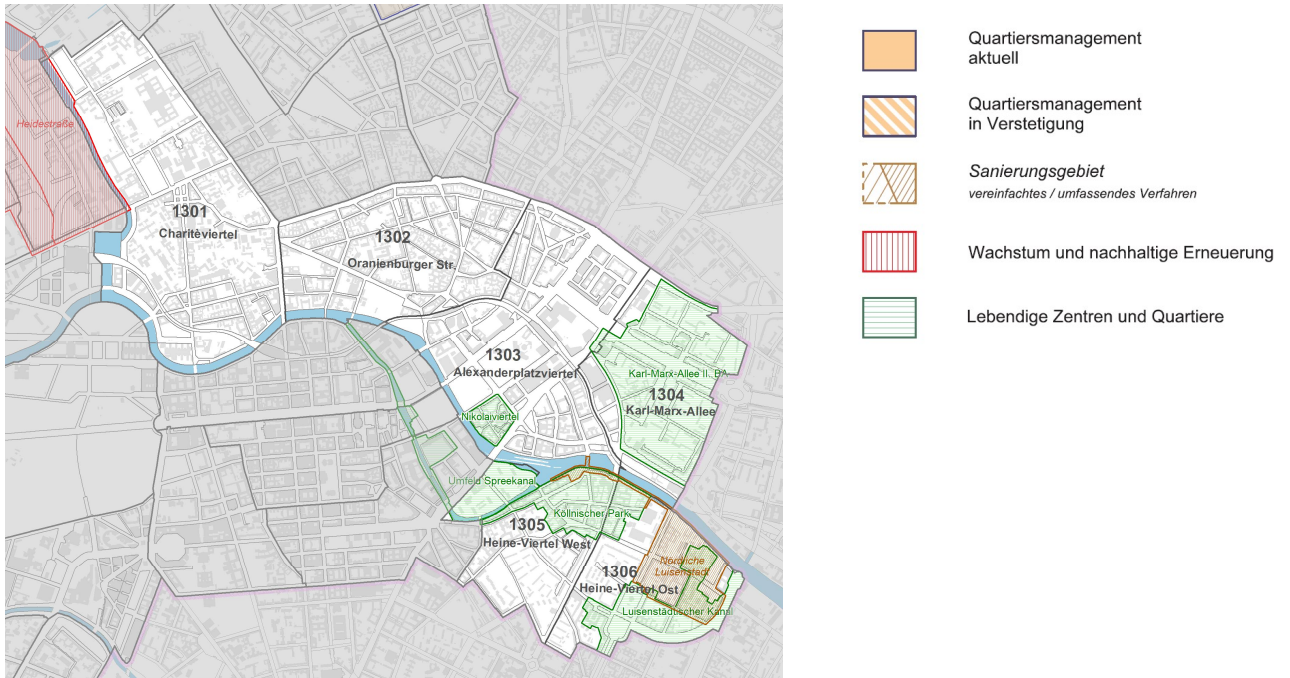 Heidestraße
1301
Charitéviertel
1302
Oranienburger Str.
1303
Alexanderplatzviertel
Karl-Marx-Allee II. BA
1304
Karl-Marx-Allee
Nikolaiviertel
Umfeld Spreekanal
Köllnischer Park
1305
Heine-Viertel West
Nördliche
Luisenstadt
1306
Heine-Viertel Ost
Luisenstädtischer Kanal
Quartiersmanagement
aktuell
Quartiersmanagement
in Verstetigung
Sanierungsgebiet
vereinfachtes / umfassendes Verfahren
Wachstum und nachhaltige Erneuerung
Lebendige Zentren und Quartiere